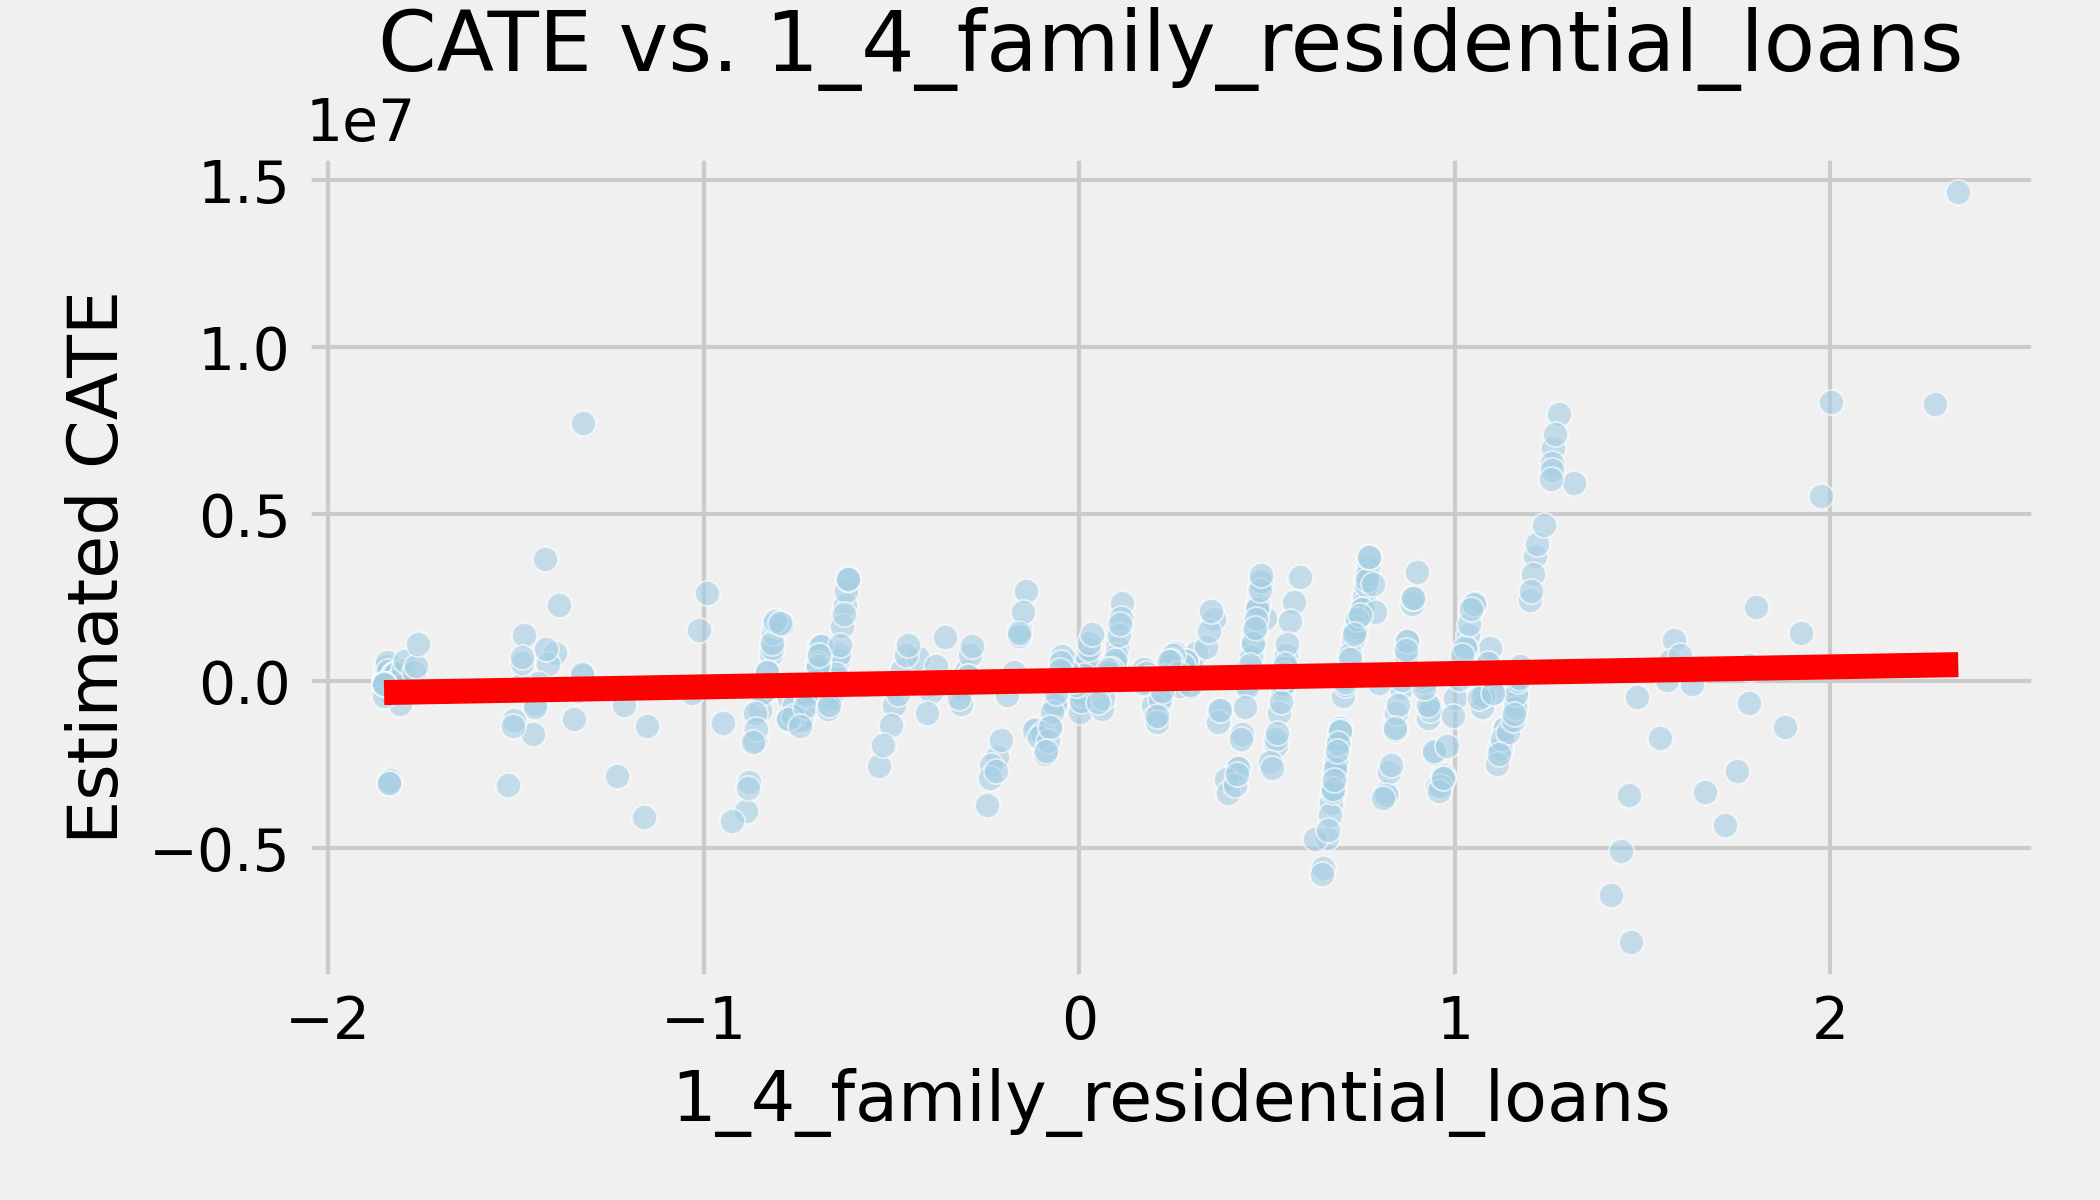 CATE vs. 1_4_family_residential_loans
1e7
1.5
1.0
0.5
0.0
−0.5
Estimated CATE
−2 −1 0 1 2
1_4_family_residential_loans